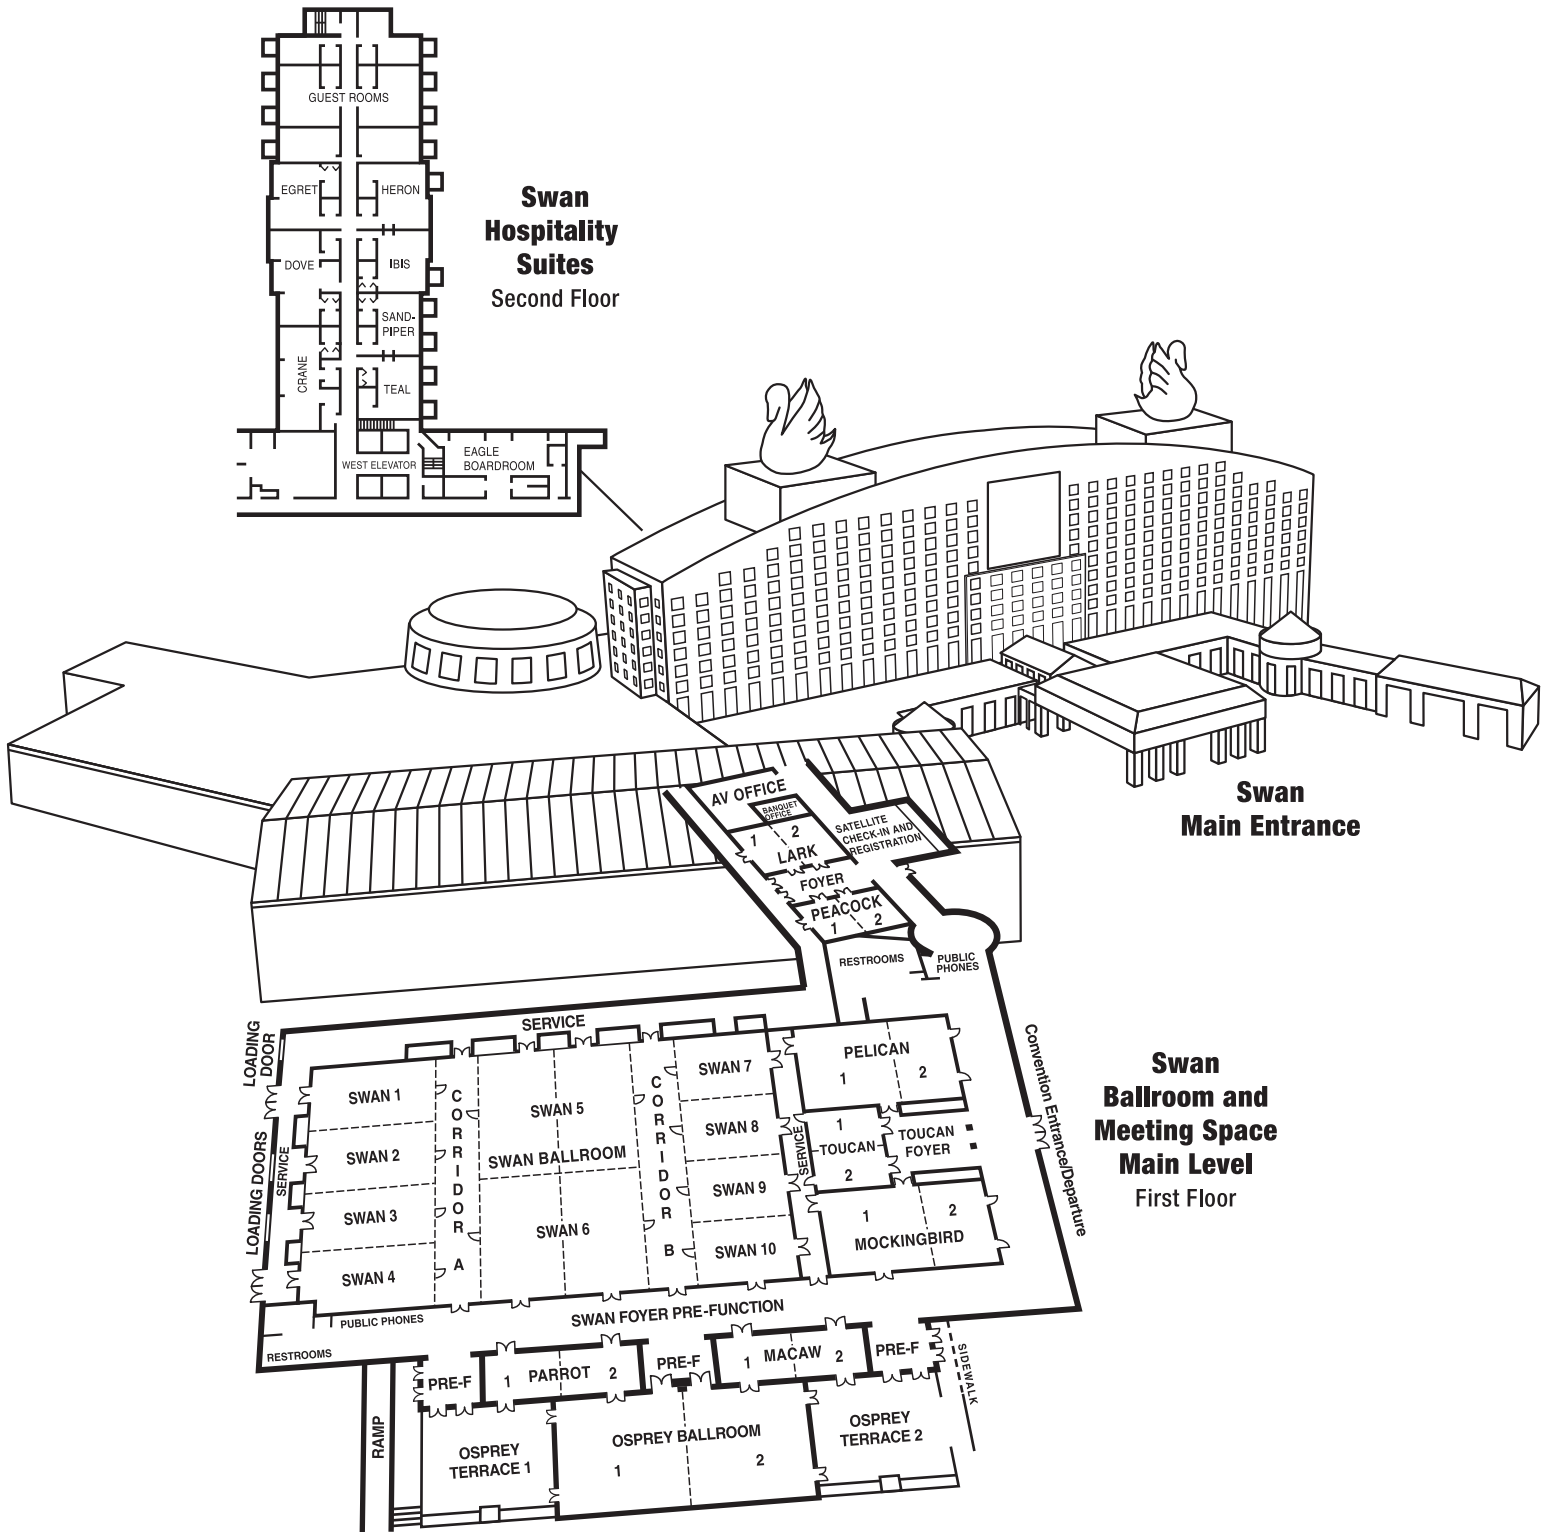 GUEST ROOMS
EGRET
HERON
DOVE
IBIS
SAND-
PIPER
CRANE
TEAL
WEST ELEVATOR
EAGLE
BOARDROOM
Swan
Hospitality
Suites
Second Floor
Swan
Main Entrance
AV OFFICE
BANQUET
OFFICE
1
2
LARK
SATELLITE
CHECK-IN AND
REGISTRATION
FOYER
PEACOCK
1
2
RESTROOMS
PUBLIC
PHONES
Convention Entrance/Departure
Swan
Ballroom and
Meeting Space
Main Level
First Floor
LOADING
DOOR
SERVICE
LOADING DOORS
SERVICE
SWAN 1
SWAN 2
SWAN 3
SWAN 4
CORRIDOR A
SWAN 5
SWAN BALLROOM
SWAN 6
CORRIDOR B
SWAN 7
SWAN 8
SWAN 9
SWAN 10
SERVICE
PELICAN
1
2
1
TOUCAN
2
TOUCAN
FOYER
1
2
MOCKINGBIRD
PUBLIC PHONES
SWAN FOYER PRE-FUNCTION
RESTROOMS
PRE-F
1
PARROT
2
PRE-F
1
MACAW
2
PRE-F
SIDEWALK
RAMP
OSPREY
TERRACE 1
OSPREY BALLROOM
1
2
OSPREY
TERRACE 2